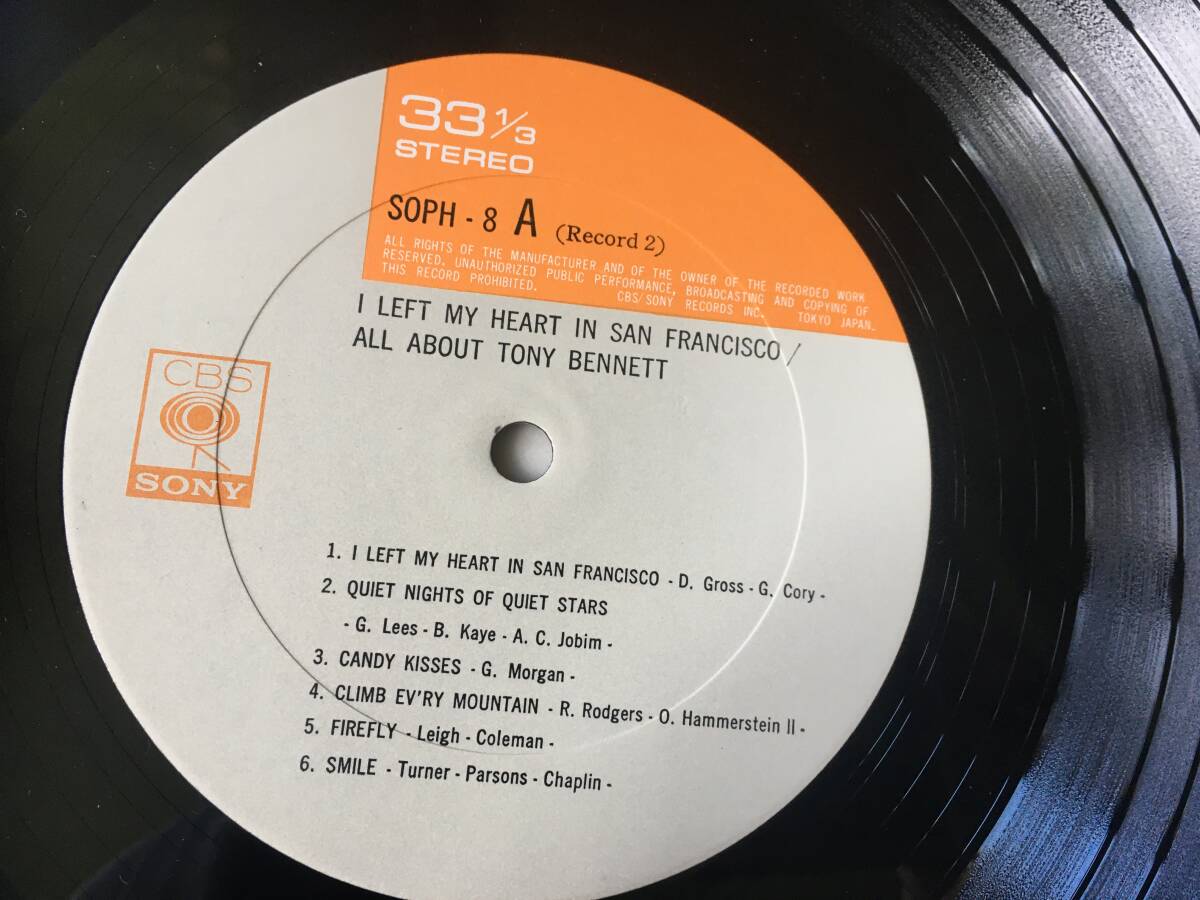 33 1/3
STEREO
SOPH - 8 A (Record 2)
ALL RIGHTS OF THE MANUFACTURER AND OF THE OWNER OF THE RECORDED WORK
RESERVED. UNAUTHORIZED PUBLIC PERFORMANCE, BROADCASTING AND COPYING OF
THIS RECORD PROHIBITED. CBS/SONY RECORDS INC. TOKYO JAPAN.
I LEFT MY HEART IN SAN FRANCISCO/
ALL ABOUT TONY BENNETT
CBS
SONY
1. I LEFT MY HEART IN SAN FRANCISCO - D. Gross - G. Cory -
2. QUIET NIGHTS OF QUIET STARS
- G. Lees - B. Kaye - A. C. Jobim -
3. CANDY KISSES - G. Morgan -
4. CLIMB EV'RY MOUNTAIN - R. Rodgers - O. Hammerstein II -
5. FIREFLY - Leigh - Coleman -
6. SMILE - Turner - Parsons - Chaplin -